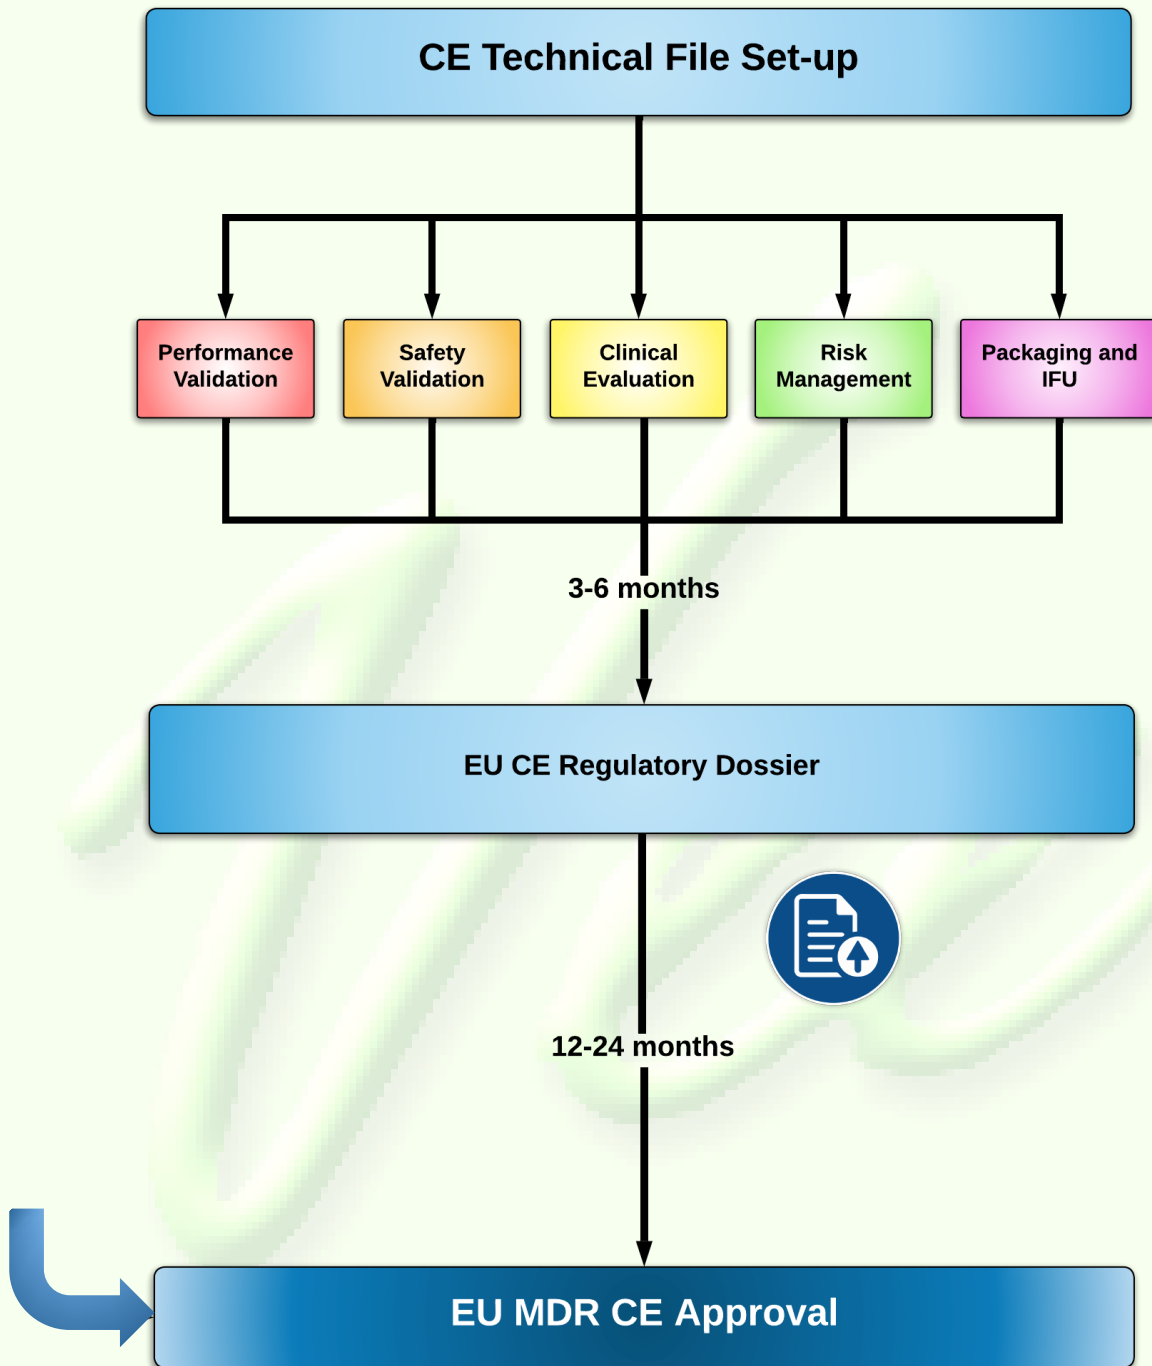 CE Technical File Set-up
Performance
Validation
Safety
Validation
Clinical
Evaluation
Risk
Management
Packaging and
IFU
3-6 months
EU CE Regulatory Dossier
12-24 months
EU MDR CE Approval